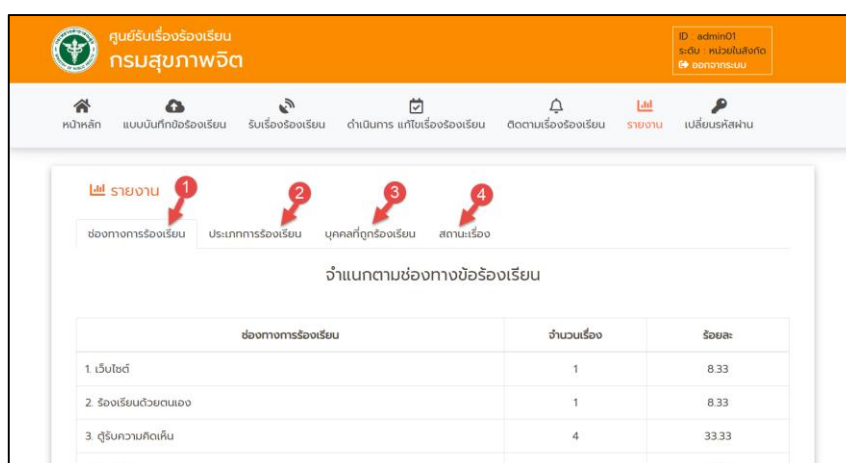 ศูนย์รับเรื่องร้องเรียน
กรมสุขภาพจิต
ID : admin01
ระดับ : หน่วยในสังกัด
ออกจากระบบ
หน้าหลัก แบบบันทึกข้อร้องเรียน รับเรื่องร้องเรียน ดำเนินการ แก้ไขเรื่องร้องเรียน ติดตามเรื่องร้องเรียน รายงาน เปลี่ยนรหัสผ่าน
รายงาน 1 2 3 4
ช่องทางการร้องเรียน ประเภทการร้องเรียน บุคคลที่ถูกร้องเรียน สถานะเรื่อง
จำแนกตามช่องทางข้อร้องเรียน
ช่องทางการร้องเรียน จำนวนเรื่อง ร้อยละ
1. เว็บไซต์ 1 8.33
2. ร้องเรียนด้วยตนเอง 1 8.33
3. ตู้รับความคิดเห็น 4 33.33